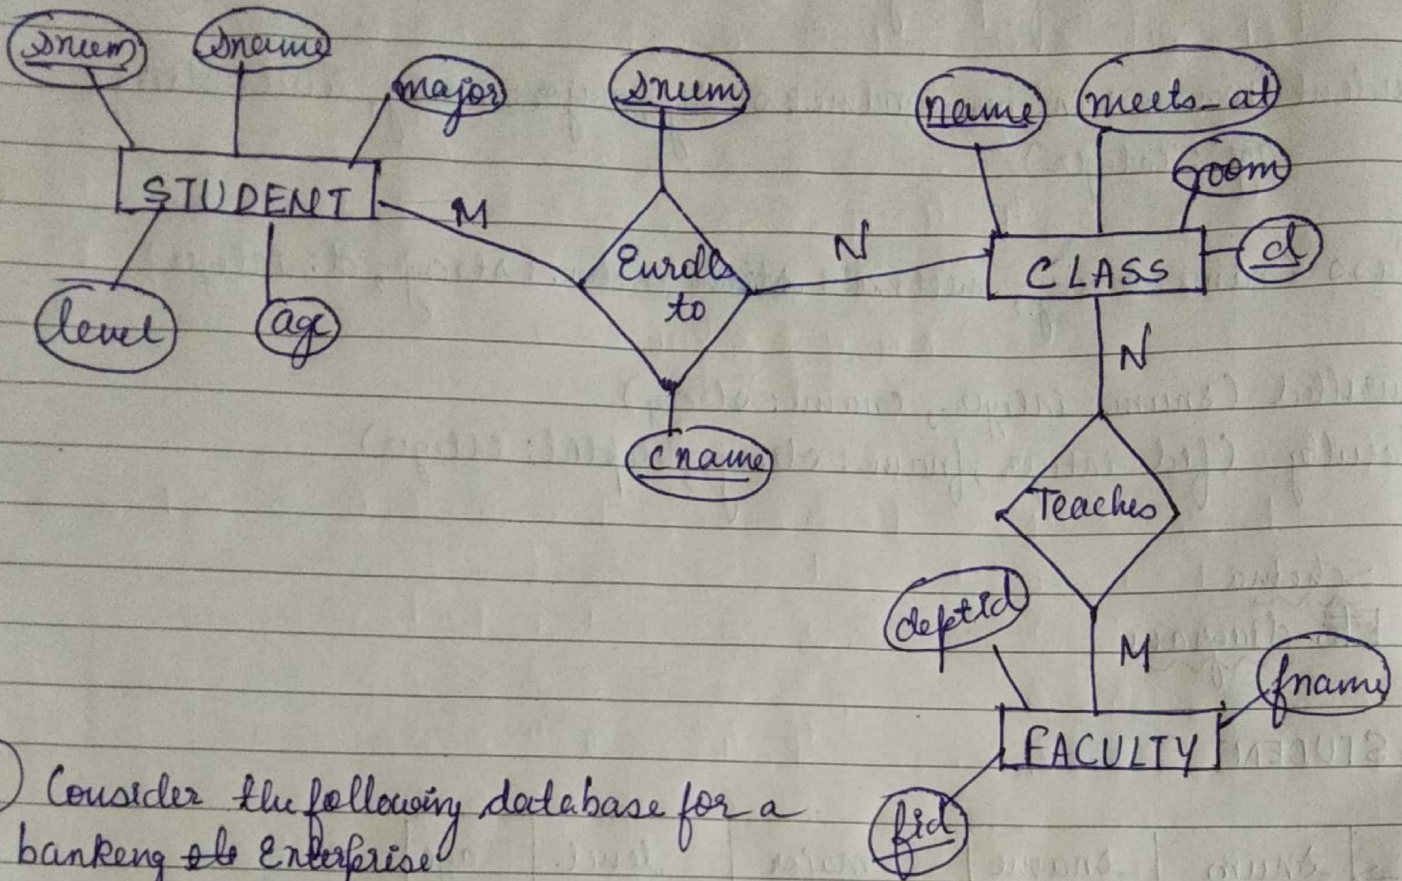 snum
sname
major
snum
name
meets_at
room
STUDENT
M
N
d
Enrolls
to
CLASS
level
age
N
cname
Teaches
deptid
M
fname
FACULTY
fid
Consider the following database for a
banking Enterprise